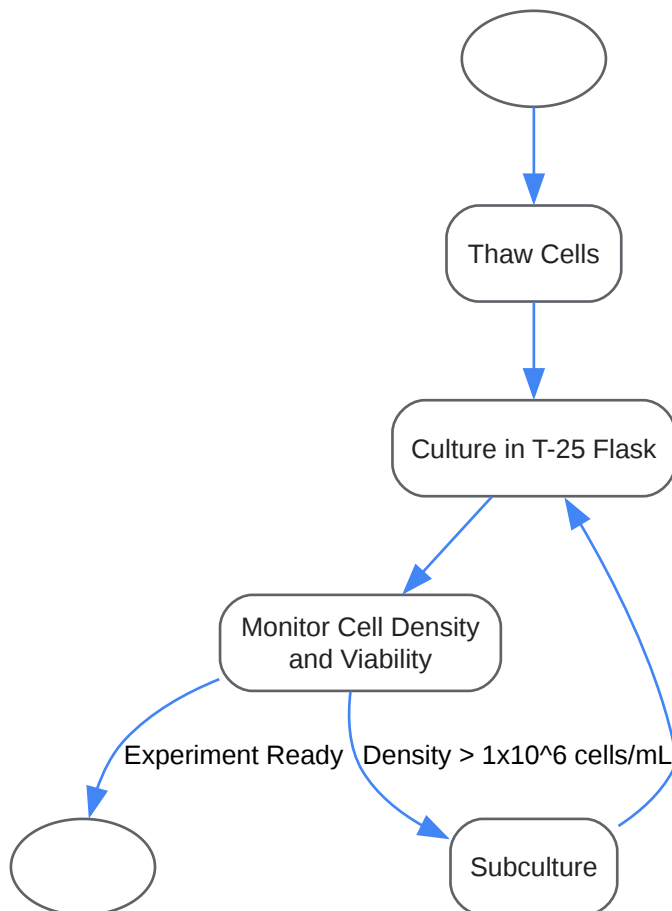 Thaw Cells
Culture in T-25 Flask
Monitor Cell Density
and Viability
Experiment Ready
Density > 1x10^6 cells/mL
Subculture